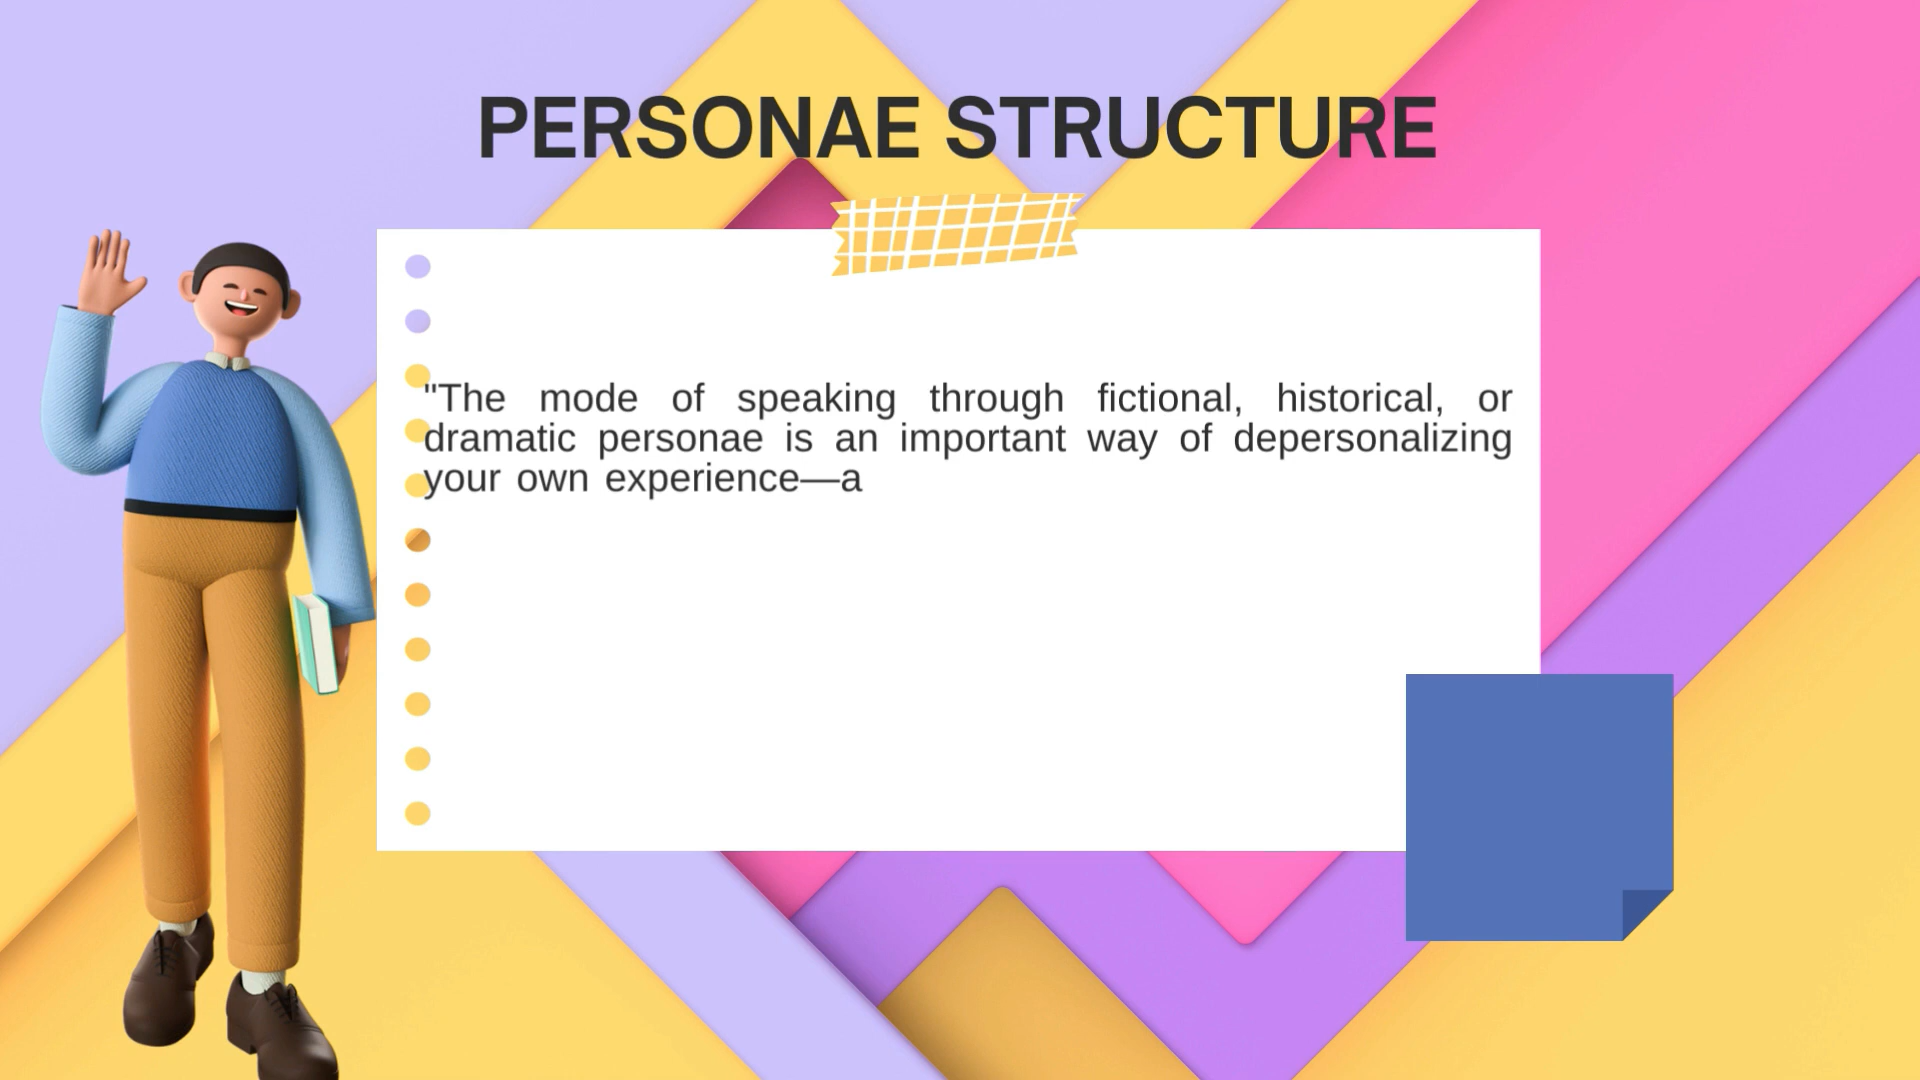 PERSONAE STRUCTURE
"The mode of speaking through fictional, historical, or
dramatic personae is an important way of depersonalizing
your own experience—a